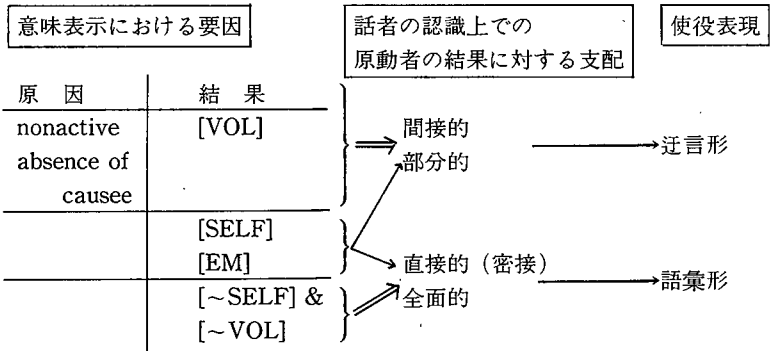 意味表示における要因
話者の認識上での
原動者の結果に対する支配
使役表現
原 因
結 果
nonactive
[VOL]
absence of
causee
間接的
部分的
迂言形
[SELF]
[EM]
直接的（密接）
全面的
語彙形
[~SELF] &
[~VOL]